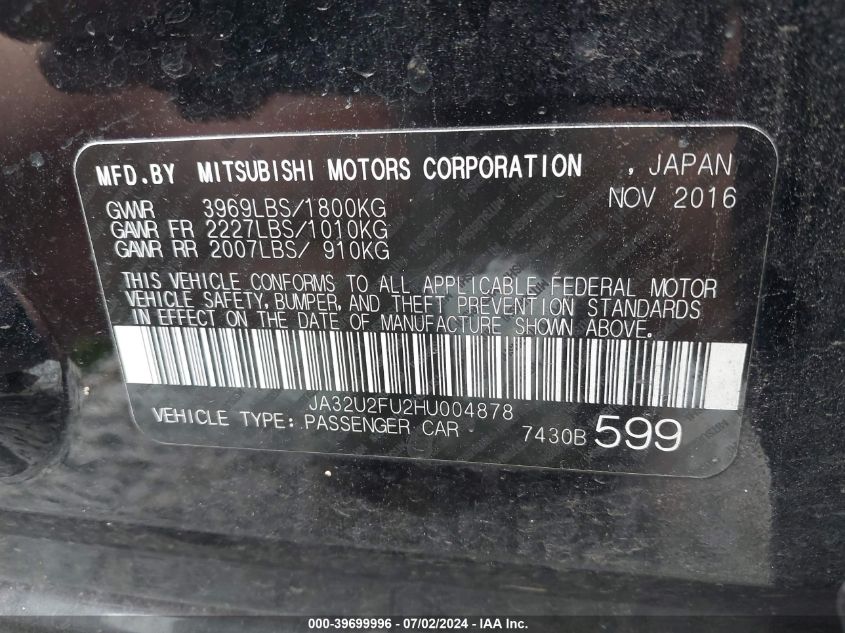 MFD.BY MITSUBISHI MOTORS CORPORATION , JAPAN
NOV 2016
GVWR 3969LBS/1800KG
GAWR FR 2227LBS/1010KG
GAWR RR 2007LBS/ 910KG
THIS VEHICLE CONFORMS TO ALL APPLICABLE FEDERAL MOTOR
VEHICLE SAFETY, BUMPER, AND THEFT PREVENTION STANDARDS
IN EFFECT ON THE DATE OF MANUFACTURE SHOWN ABOVE.
JA32U2FU2HU004878
VEHICLE TYPE: PASSENGER CAR 7430B 599
000-39699996 - 07/02/2024 - IAA Inc.